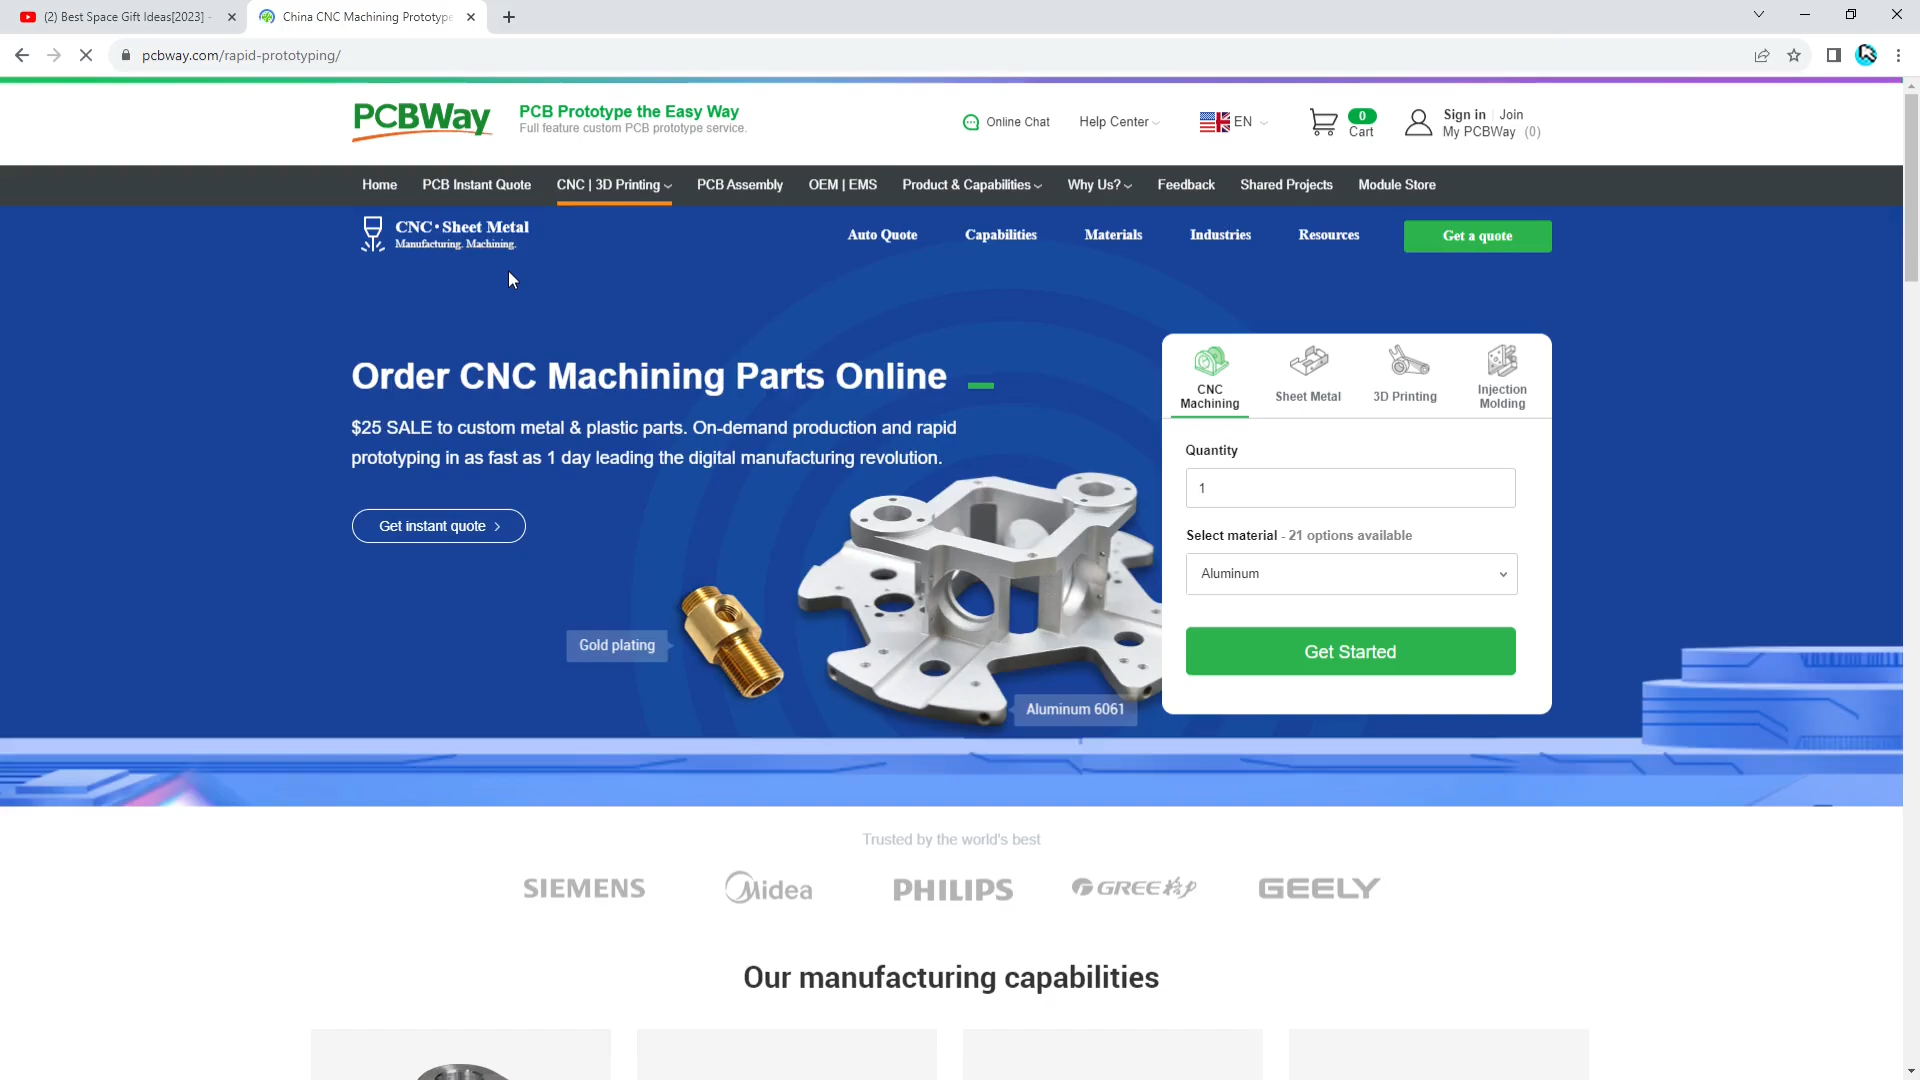 (2) Best Space Gift Ideas[2023] -
China CNC Machining Prototype
pcbway.com/rapid-prototyping/
PCBWay
PCB Prototype the Easy Way
Full feature custom PCB prototype service.
Online Chat
Help Center
EN
0
Cart
Sign in | Join
My PCBWay (0)
Home
PCB Instant Quote
CNC | 3D Printing
PCB Assembly
OEM | EMS
Product & Capabilities
Why Us?
Feedback
Shared Projects
Module Store
CNC・Sheet Metal
Manufacturing. Machining.
Auto Quote
Capabilities
Materials
Industries
Resources
Get a quote
Order CNC Machining Parts Online
$25 SALE to custom metal & plastic parts. On-demand production and rapid
prototyping in as fast as 1 day leading the digital manufacturing revolution.
Get instant quote >
Gold plating
Aluminum 6061
CNC
Machining
Sheet Metal
3D Printing
Injection
Molding
Quantity
1
Select material - 21 options available
Aluminum
Get Started
Trusted by the world's best
SIEMENS
Midea
PHILIPS
GREE格力
GEELY
Our manufacturing capabilities